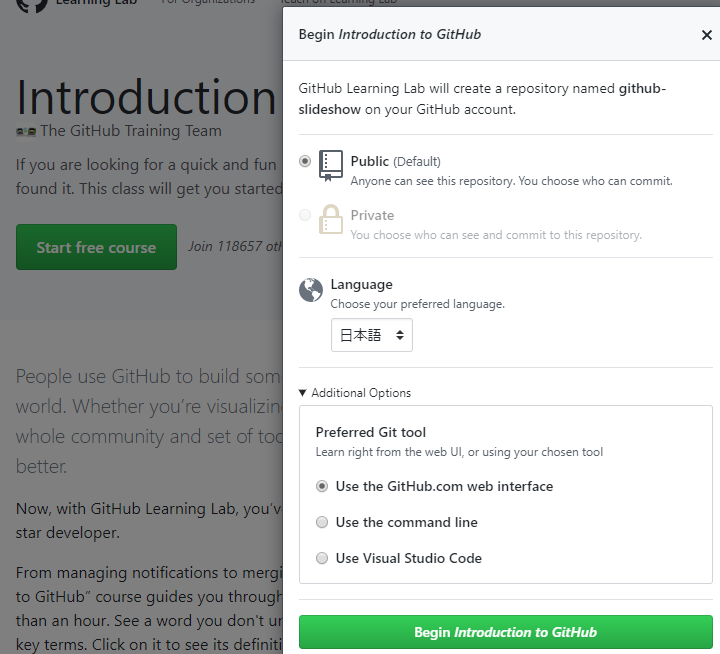 Learning Lab For Organizations Teach on Learning Lab
Introduction
The GitHub Training Team
If you are looking for a quick and fun
found it. This class will get you started
Start free course Join 118657 oth
People use GitHub to build som
world. Whether you're visualizing
whole community and set of too
better.
Now, with GitHub Learning Lab, you'v
star developer.
From managing notifications to mergi
to GitHub" course guides you through
than an hour. See a word you don't un
key terms. Click on it to see its definiti
Begin Introduction to GitHub
GitHub Learning Lab will create a repository named github-
slideshow on your GitHub account.
Public (Default)
Anyone can see this repository. You choose who can commit.
Private
You choose who can see and commit to this repository.
Language
Choose your preferred language.
日本語
Additional Options
Preferred Git tool
Learn right from the web UI, or using your chosen tool
Use the GitHub.com web interface
Use the command line
Use Visual Studio Code
Begin Introduction to GitHub